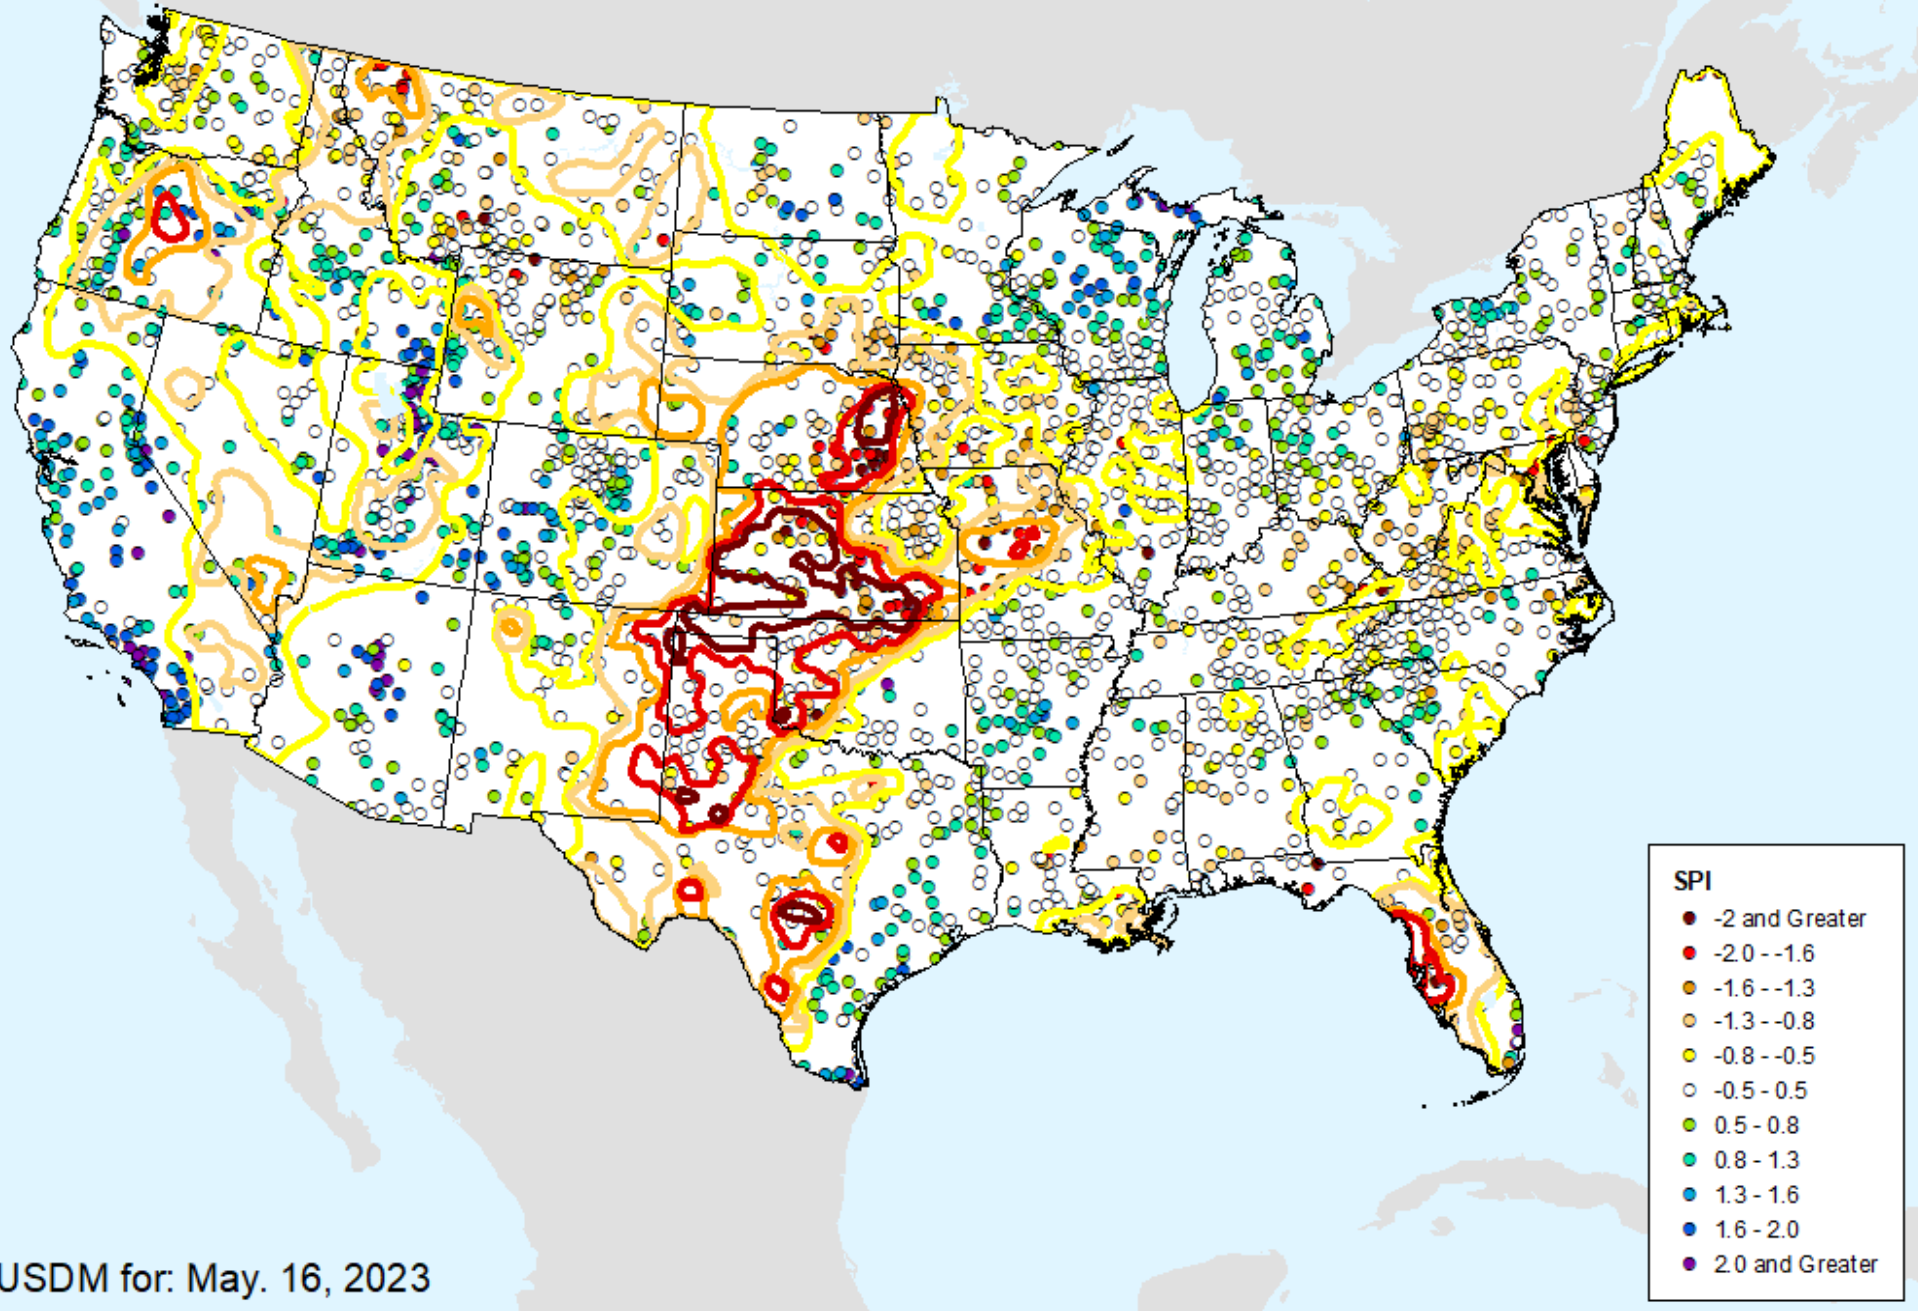 SPI
-2 and Greater
-2.0 - -1.6
-1.6 - -1.3
-1.3 - -0.8
-0.8 - -0.5
-0.5 - 0.5
0.5 - 0.8
0.8 - 1.3
1.3 - 1.6
1.6 - 2.0
2.0 and Greater
USDM for: May. 16, 2023